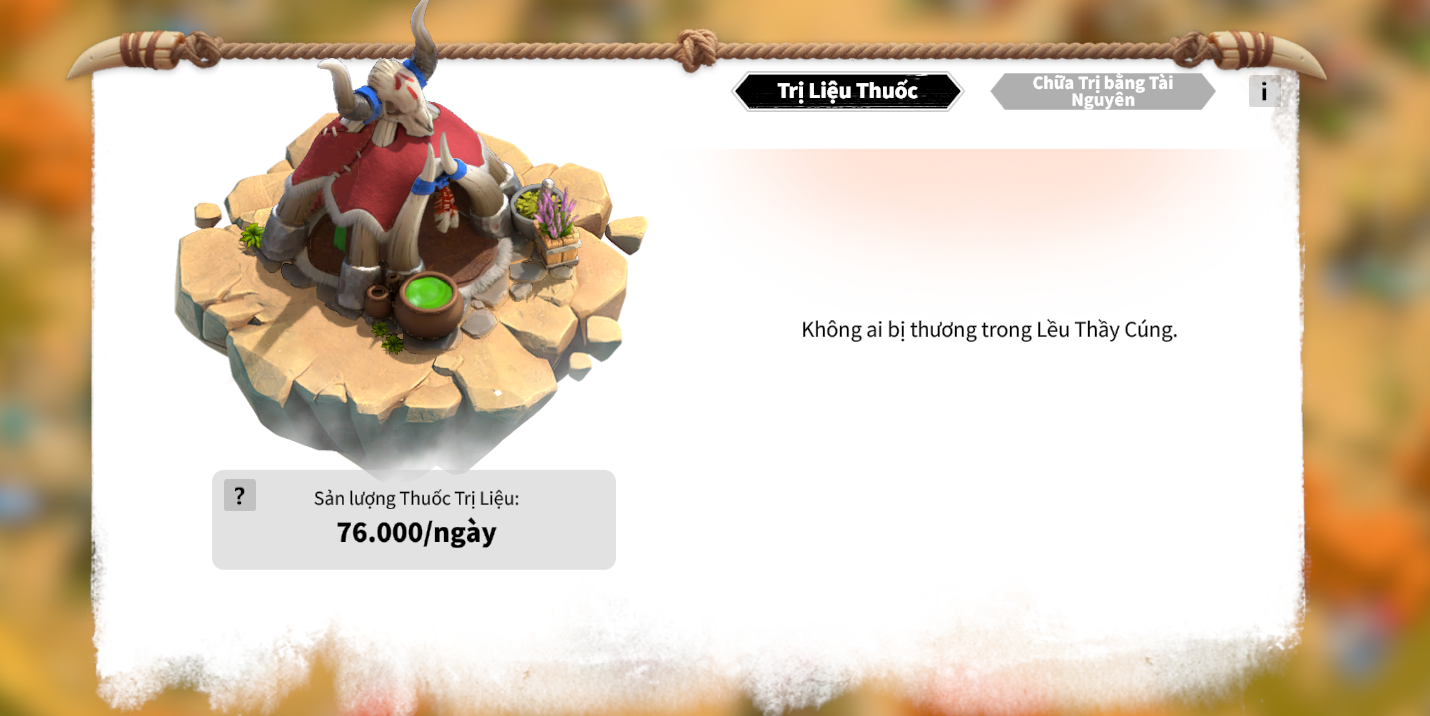 Trị Liệu Thuốc
Chữa Trị bằng Tài
Nguyên
i
Không ai bị thương trong Lều Thầy Cúng.
?
Sản lượng Thuốc Trị Liệu:
76.000/ngày